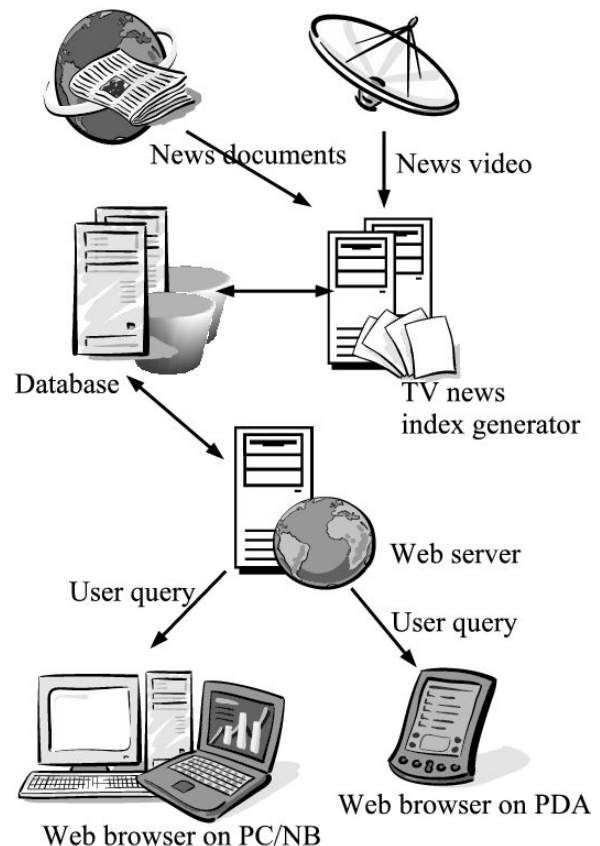 News documents
News video
Database
TV news
index generator
Web server
User query
User query
Web browser on PDA
Web browser on PC/NB